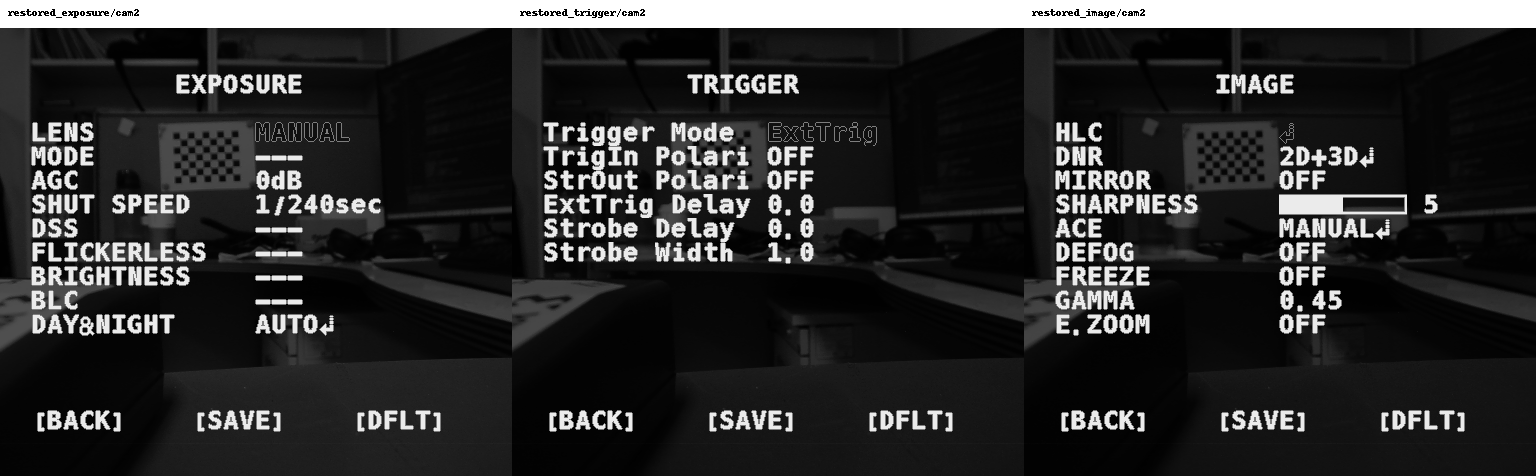 restored_exposure/cam2
EXPOSURE
LENS MANUAL
MODE ---
AGC 0dB
SHUT SPEED 1/240sec
DSS ---
FLICKERLESS ---
BRIGHTNESS ---
BLC ---
DAY&NIGHT AUTO↲
[BACK] [SAVE] [DFLT]
restored_trigger/cam2
TRIGGER
Trigger Mode ExtTrig
TrigIn Polari OFF
StrOut Polari OFF
ExtTrig Delay 0.0
Strobe Delay 0.0
Strobe Width 1.0
[BACK] [SAVE] [DFLT]
restored_image/cam2
IMAGE
HLC ↲
DNR 2D+3D↲
MIRROR OFF
SHARPNESS 5
ACE MANUAL↲
DEFOG OFF
FREEZE OFF
GAMMA 0.45
E.ZOOM OFF
[BACK] [SAVE] [DFLT]